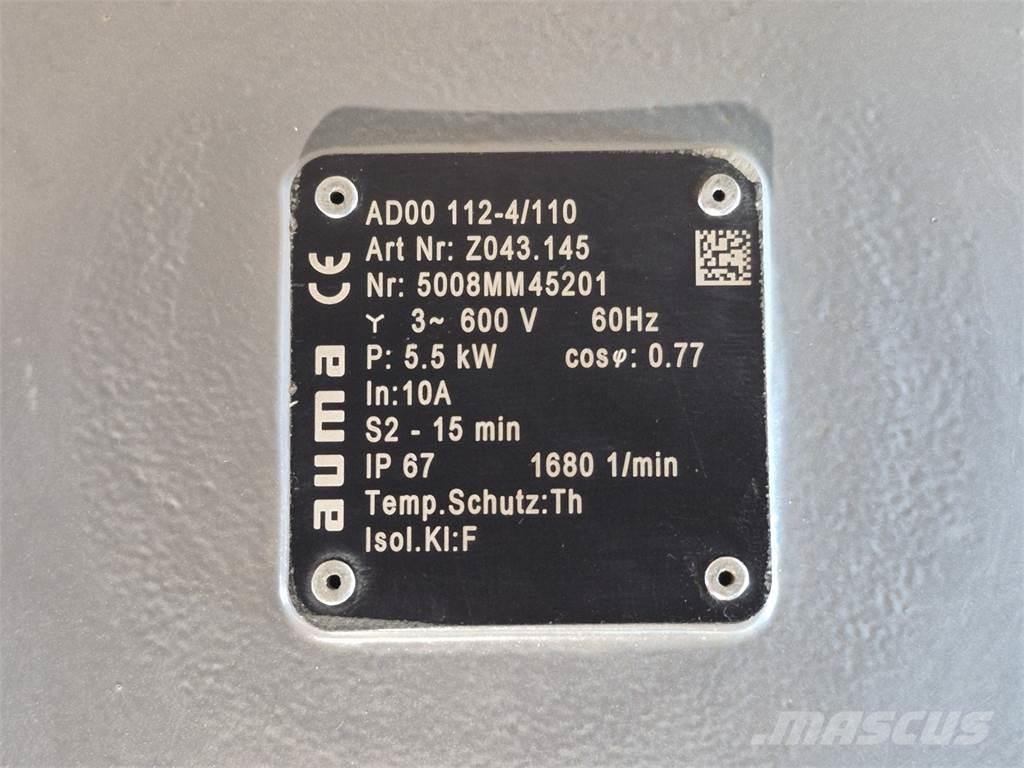 AD00 112-4/110
Art Nr: Z043.145
Nr: 5008MM45201
Y 3~ 600 V 60Hz
P: 5.5 kW cosφ: 0.77
In:10A
S2 - 15 min
IP 67 1680 1/min
Temp.Schutz:Th
Isol.Kl:F
CE
auma
MASCUS